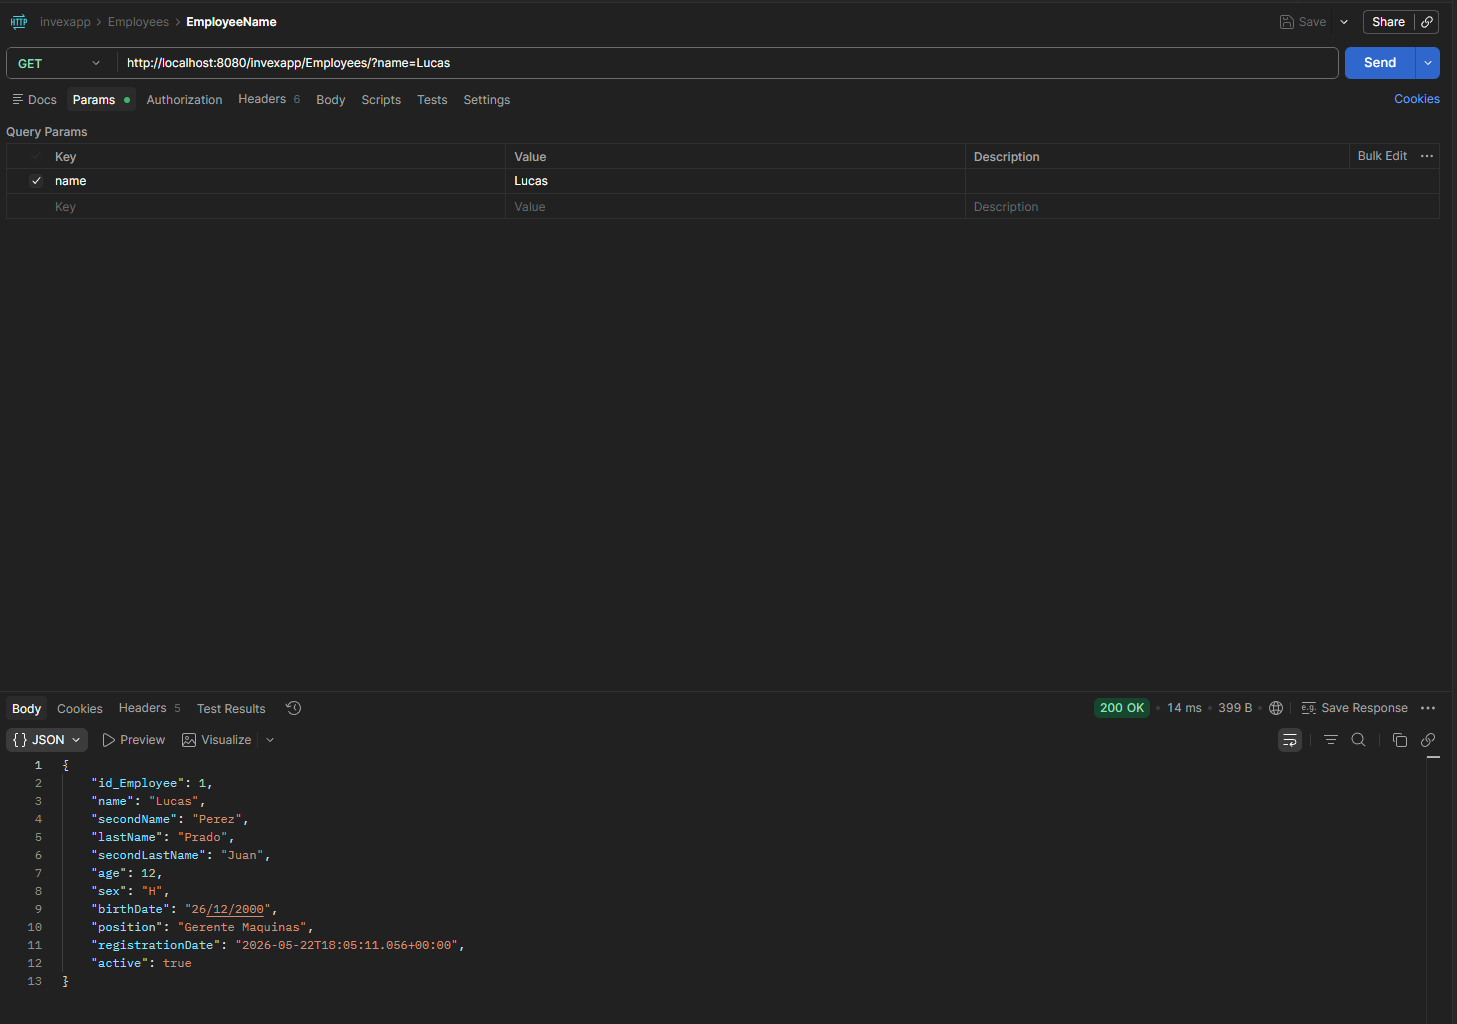 HTTP invexapp > Employees > EmployeeName Save Share
GET http://localhost:8080/invexapp/Employees/?name=Lucas Send
Docs Params Authorization Headers 6 Body Scripts Tests Settings Cookies
Query Params
Key Value Description Bulk Edit ...
name Lucas
Key Value Description
Body Cookies Headers 5 Test Results 200 OK • 14 ms • 399 B • e.g. Save Response ...
{} JSON Preview Visualize
1 {
2 "id_Employee": 1,
3 "name": "Lucas",
4 "secondName": "Perez",
5 "lastName": "Prado",
6 "secondLastName": "Juan",
7 "age": 12,
8 "sex": "H",
9 "birthDate": "26/12/2000",
10 "position": "Gerente Maquinas",
11 "registrationDate": "2026-05-22T18:05:11.056+00:00",
12 "active": true
13 }